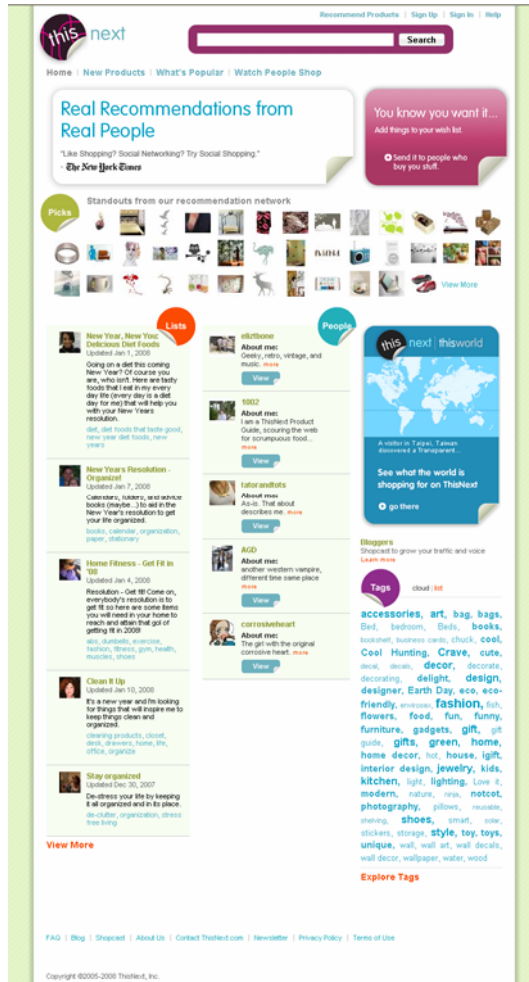 Recommend Products | Sign Up | Sign In | Help
this next
Search
Home | New Products | What's Popular | Watch People Shop
Real Recommendations from
Real People
"Like Shopping? Social Networking? Try Social Shopping."
- The New York Times
You know you want it...
Add things to your wish list.
Send it to people who
buy you stuff.
Picks
Standouts from our recommendation network
View More
Lists
New Year, New You:
Delicious Diet Foods
Updated Jan 1, 2008
Going on a diet this coming
New Year? Of course you
are, who isn't. Here are tasty
foods that I eat in my every
day life (every day is a diet
day for me) that will help you
with your New Years
resolution.
diet, diet foods that taste good,
new year diet foods, new
years
New Years Resolution -
Organize!
Updated Jan 7, 2008
Calendars, folders, and advice
books (maybe...) to aid in the
New Year's resolution to get
your life organized.
books, calendar, organization,
paper, stationary
Home Fitness - Get Fit in
'08
Updated Jan 4, 2008
Resolution - Get fit! Come on,
everybody's resolution is to
get fit so here are some items
you will need in your home to
reach and attain that gol of
getting fit in 2008!
abs, dumbells, exercise,
fashion, fitness, gym, health,
muscles, shoes
Clean It Up
Updated Jan 10, 2008
It's a new year and I'm looking
for things that will inspire me to
keep things clean and
organized.
cleaning products, closet,
desk, drawers, home, life,
office, organize
Stay organized
Updated Dec 30, 2007
De-stress your life by keeping
it all organized and in its place.
de-clutter, organization, stress
free living
View More
People
eliztbone
About me:
Geeky, retro, vintage, and
music. more
View
1002
About me:
I am a ThisNext Product
Guide, scouring the web
for scrumptuous food...
more
View
tatorandtots
About me:
As-is. That about
describes me. more
View
AGD
About me:
another western vampire,
different time same place
more
View
corrosiveheart
About me:
The girl with the original
corrosive heart. more
View
this next | thisworld
A visitor in Taipei, Taiwan
discovered a Transparent...
See what the world is
shopping for on ThisNext
go there
Bloggers
Shopcast to grow your traffic and voice
Learn more
Tags
cloud | list
accessories, art, bag, bags,
Bed, bedroom, Beds, books,
bookshelf, business cards, chuck, cool,
Cool Hunting, Crave, cute,
decal, decals, decor, decorate,
decorating, delight, design,
designer, Earth Day, eco, eco-
friendly, envirosax, fashion, fish,
flowers, food, fun, funny,
furniture, gadgets, gift, gift
guide, gifts, green, home,
home decor, hot, house, igift,
interior design, jewelry, kids,
kitchen, light, lighting, Love it,
modern, nature, ninja, notcot,
photography, pillows, reusable,
shelving, shoes, smart, solar,
stickers, storage, style, toy, toys,
unique, wall, wall art, wall decals,
wall decor, wallpaper, water, wood
Explore Tags
FAQ | Blog | Shopcast | About Us | Contact ThisNext.com | Newsletter | Privacy Policy | Terms of Use
Copyright ©2005-2008 ThisNext, Inc.